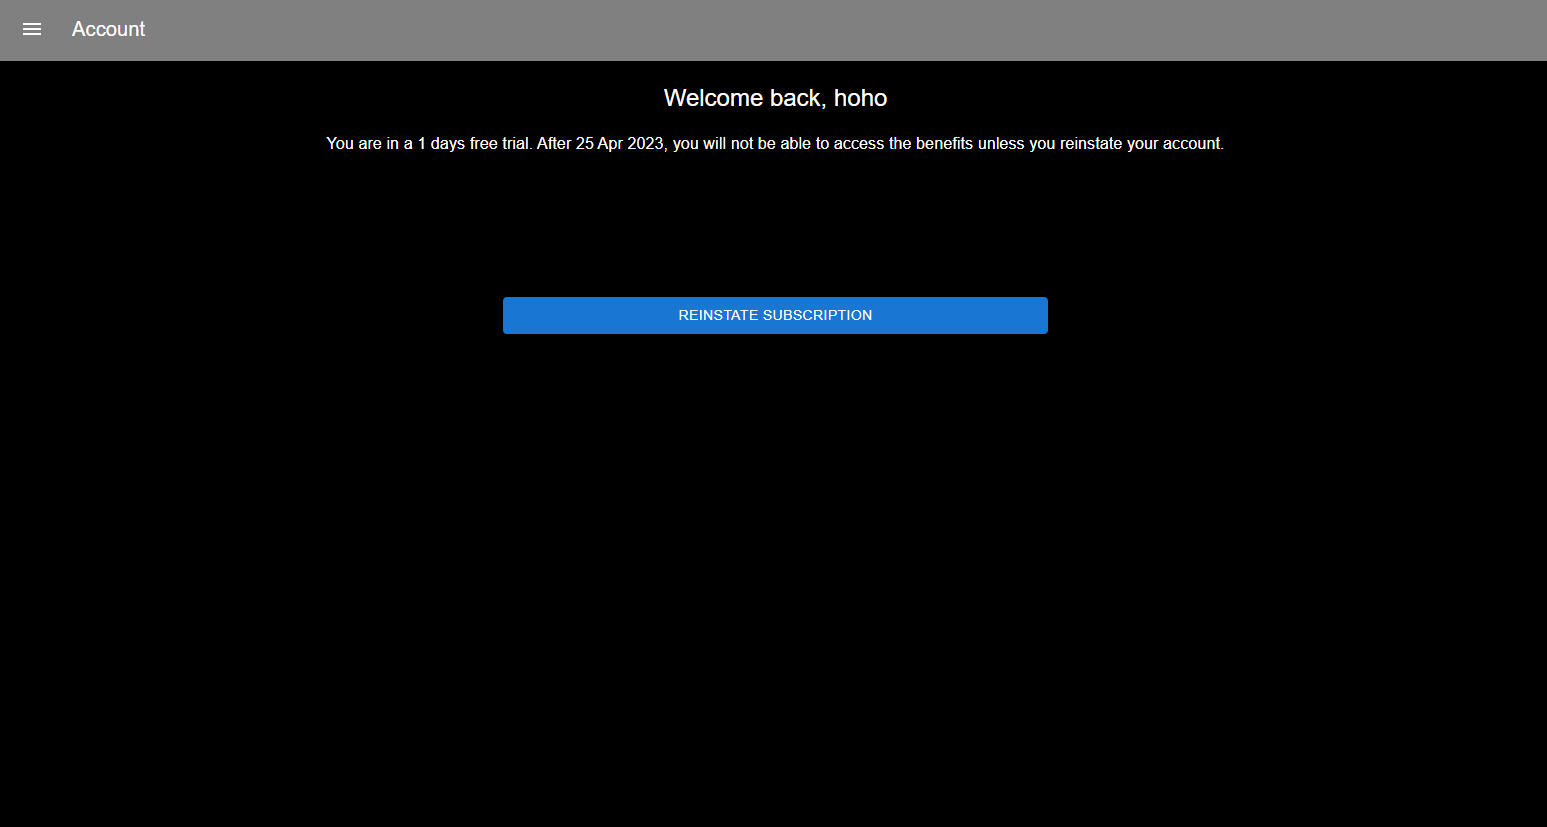 Account
Welcome back, hoho
You are in a 1 days free trial. After 25 Apr 2023, you will not be able to access the benefits unless you reinstate your account.
REINSTATE SUBSCRIPTION